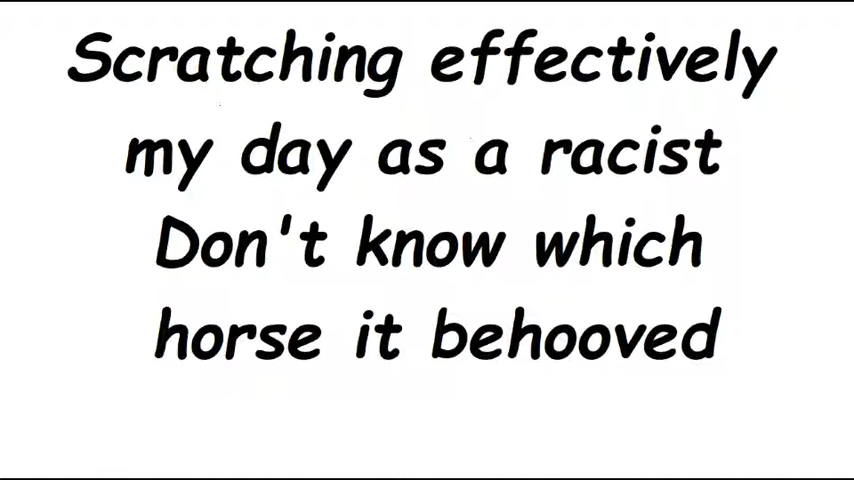 Scratching effectively
my day as a racist
Don't know which
horse it behooved